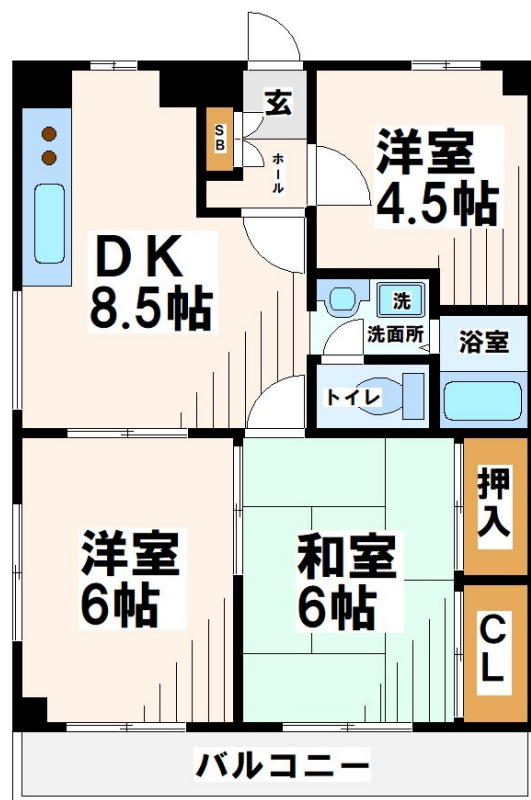 玄
SB
ホール
洋室
4.5帖
DK
8.5帖
洗
洗面所
浴室
トイレ
洋室
6帖
和室
6帖
押入
CL
バルコニー